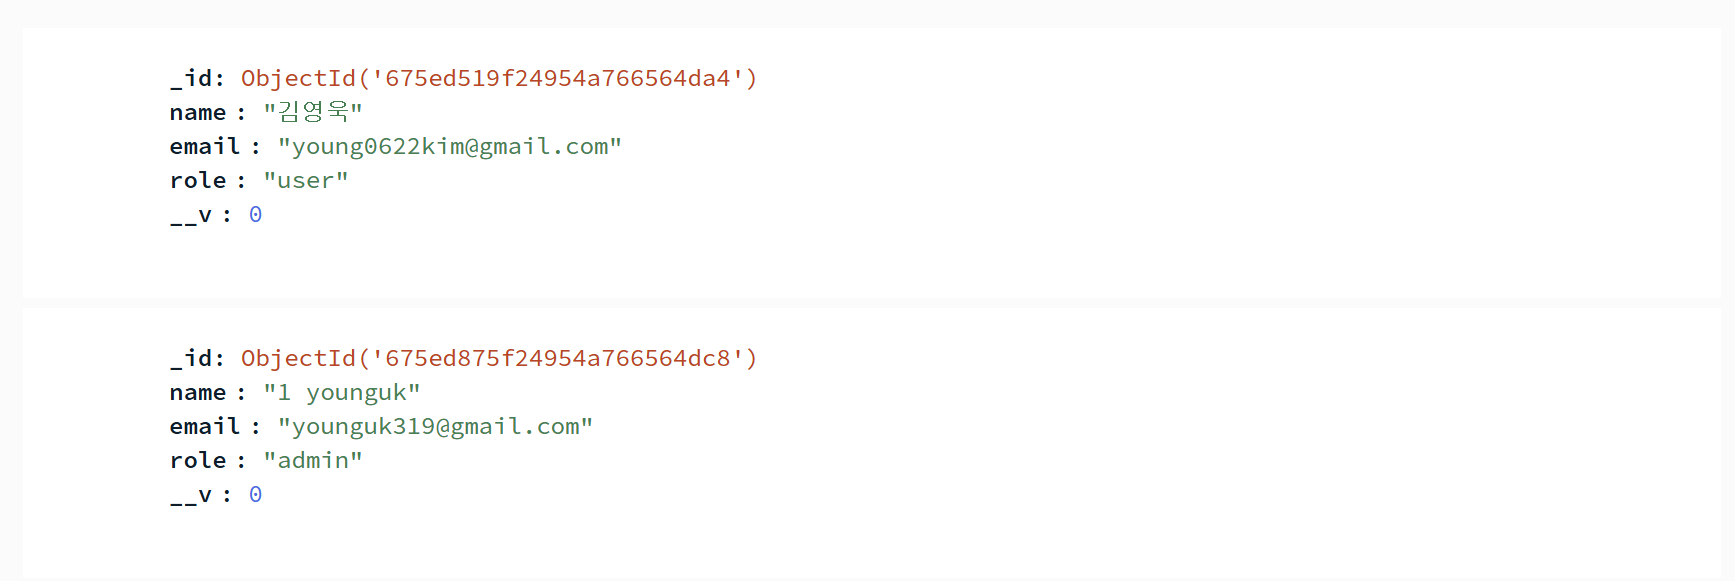 _id: ObjectId('675ed519f24954a766564da4')
name : "김영욱"
email : "young0622kim@gmail.com"
role : "user"
__v : 0
_id: ObjectId('675ed875f24954a766564dc8')
name : "1 younguk"
email : "younguk319@gmail.com"
role : "admin"
__v : 0